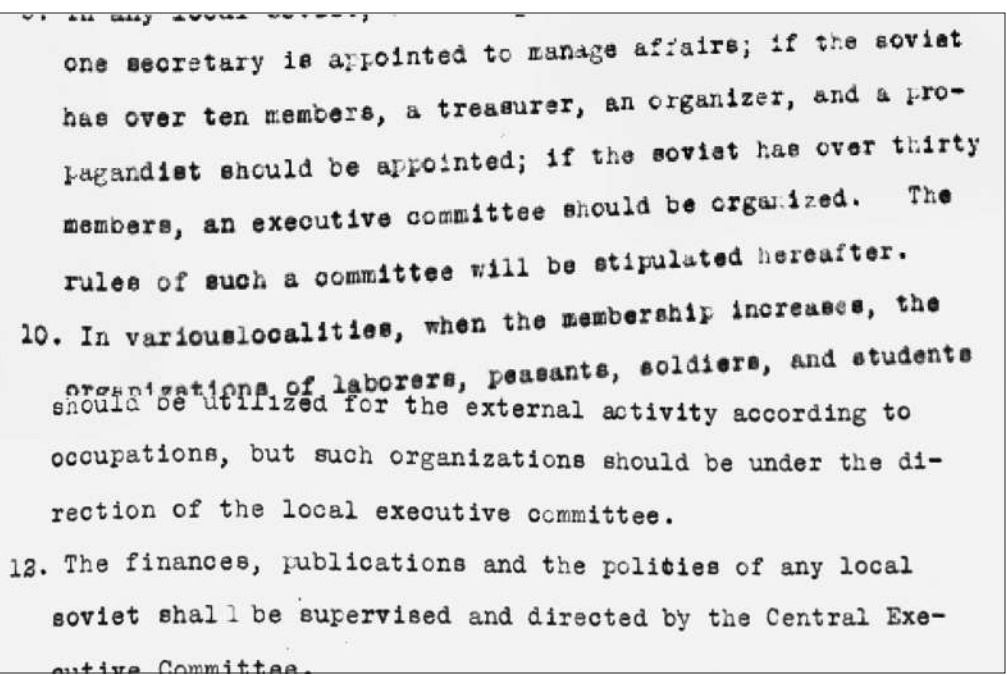 9. In any local soviet,
one secretary is appointed to manage affairs; if the soviet
has over ten members, a treasurer, an organizer, and a pro-
pagandist should be appointed; if the soviet has over thirty
members, an executive committee should be organized. The
rules of such a committee will be stipulated hereafter.
10. In variouslocalities, when the membership increases, the
organizations of laborers, peasants, soldiers, and students
should be utilized for the external activity according to
occupations, but such organizations should be under the di-
rection of the local executive committee.
12. The finances, publications and the policies of any local
soviet shall be supervised and directed by the Central Exe-
cutive Committee.